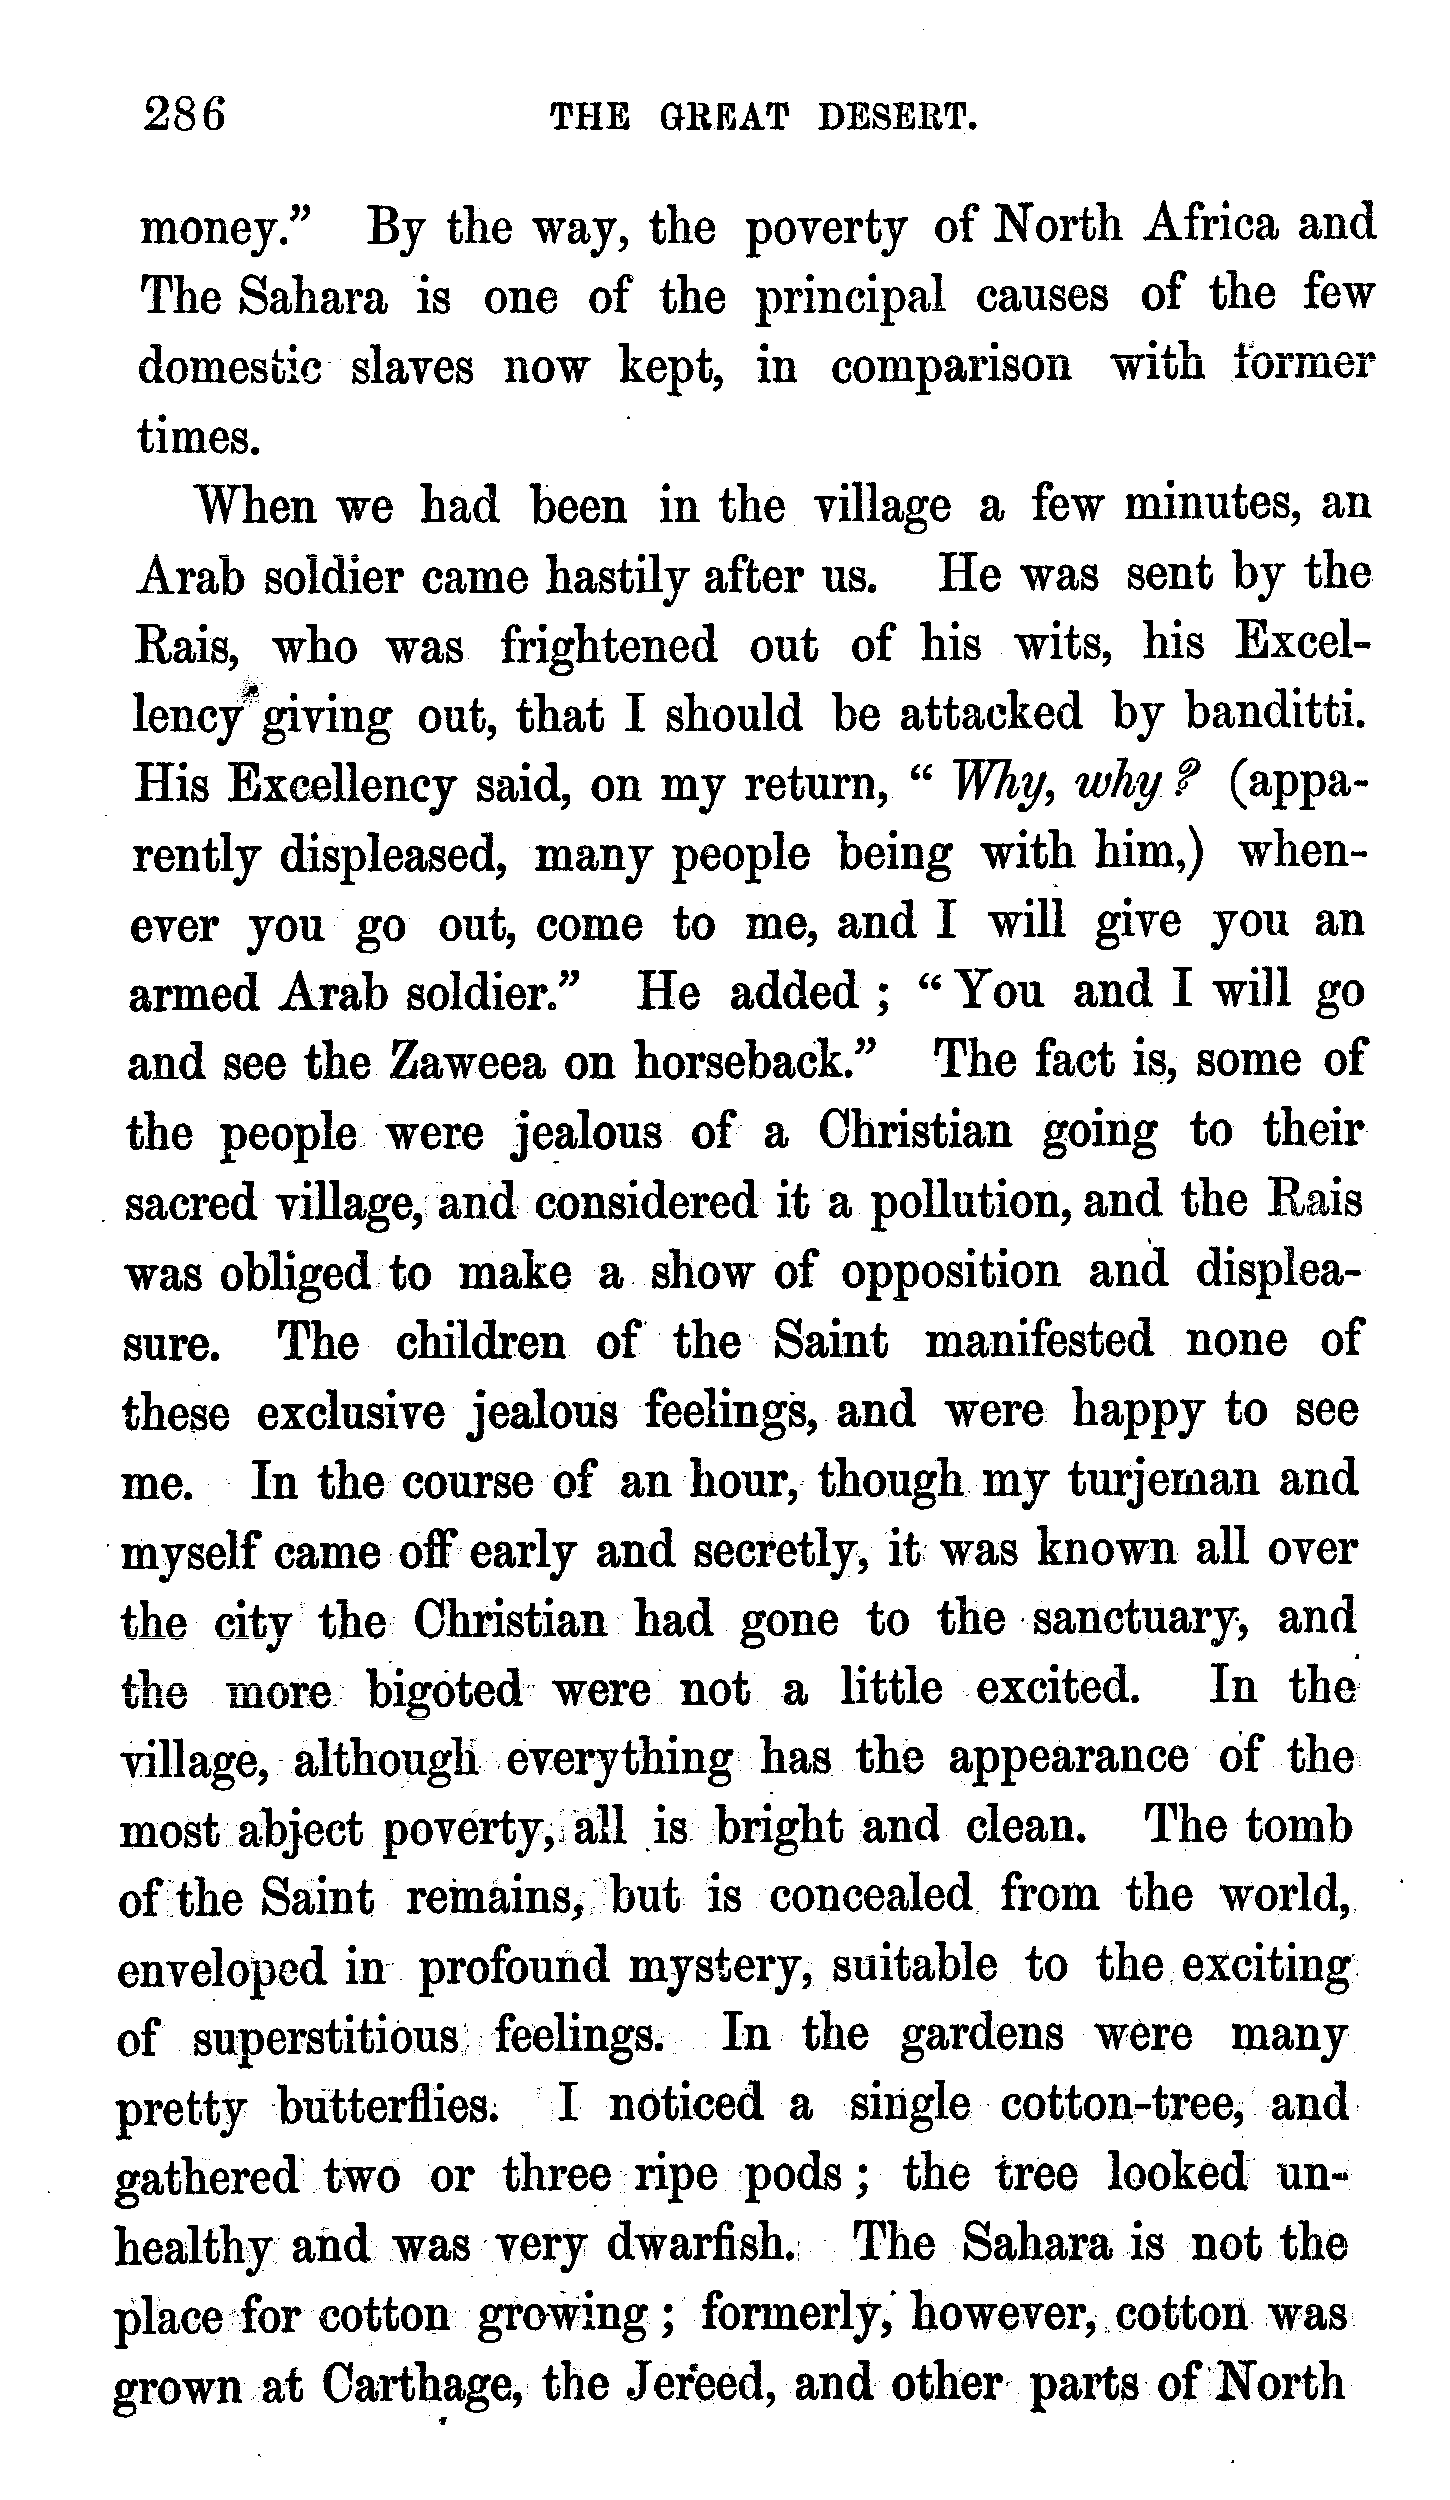 286 THE GREAT DESERT.
money.” By the way, the poverty of North Africa and
The Sahara is one of the principal causes of the few
domestic slaves now kept, in comparison with former
times.
When we had been in the village a few minutes, an
Arab soldier came hastily after us. He was sent by the
Rais, who was frightened out of his wits, his Excel-
lency giving out, that I should be attacked by banditti.
His Excellency said, on my return, “ Why, why? (appa-
rently displeased, many people being with him,) when-
ever you go out, come to me, and I will give you an
armed Arab soldier.” He added ; “ You and I will go
and see the Zaweea on horseback.” The fact is, some of
the people were jealous of a Christian going to their
sacred village, and considered it a pollution, and the Rais
was obliged to make a show of opposition and displea-
sure. The children of the Saint manifested none of
these exclusive jealous feelings, and were happy to see
me. In the course of an hour, though my turjeman and
myself came off early and secretly, it was known all over
the city the Christian had gone to the sanctuary, and
the more bigoted were not a little excited. In the
village, although everything has the appearance of the
most abject poverty, all is bright and clean. The tomb
of the Saint remains, but is concealed from the world,
enveloped in profound mystery, suitable to the exciting
of superstitious feelings. In the gardens were many
pretty butterflies. I noticed a single cotton-tree, and
gathered two or three ripe pods ; the tree looked un-
healthy and was very dwarfish. The Sahara is not the
place for cotton growing ; formerly, however, cotton was
grown at Carthage, the Jereed, and other parts of North